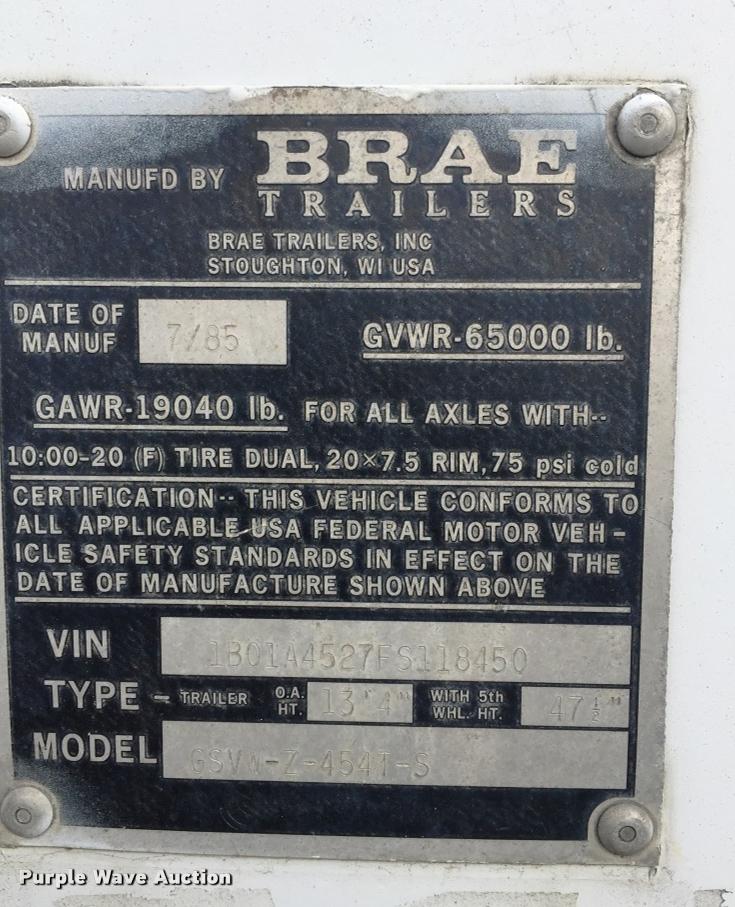 MANUFD BY BRAE
TRAILERS
BRAE TRAILERS, INC
STOUGHTON, WI USA
DATE OF MANUF 7/85
GVWR-65000 lb.
GAWR-19040 lb. FOR ALL AXLES WITH--
10:00-20 (F) TIRE DUAL, 20×7.5 RIM, 75 psi cold
CERTIFICATION-- THIS VEHICLE CONFORMS TO
ALL APPLICABLE USA FEDERAL MOTOR VEH-
ICLE SAFETY STANDARDS IN EFFECT ON THE
DATE OF MANUFACTURE SHOWN ABOVE
VIN 1B01A4527FS118450
TYPE - TRAILER O.A. HT. 13"4" WITH 5th WHL. HT. 47 1/2"
MODEL GSVW-Z-454T-S
Purple Wave Auction